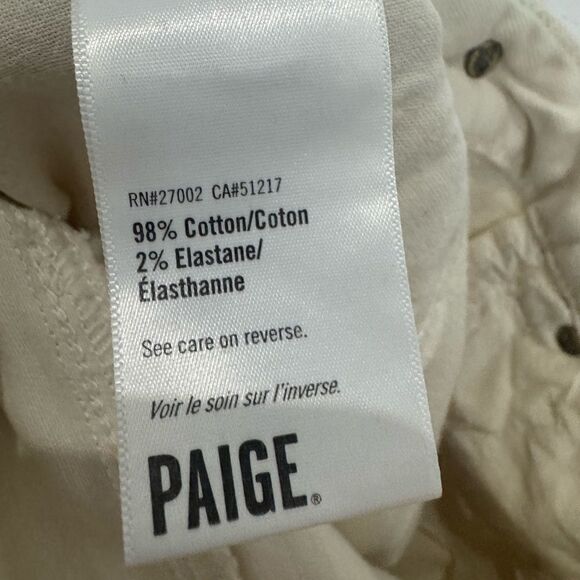 RN#27002 CA#51217
98% Cotton/Coton
2% Elastane/
Élasthanne
See care on reverse.
Voir le soin sur l'inverse.
PAIGE®